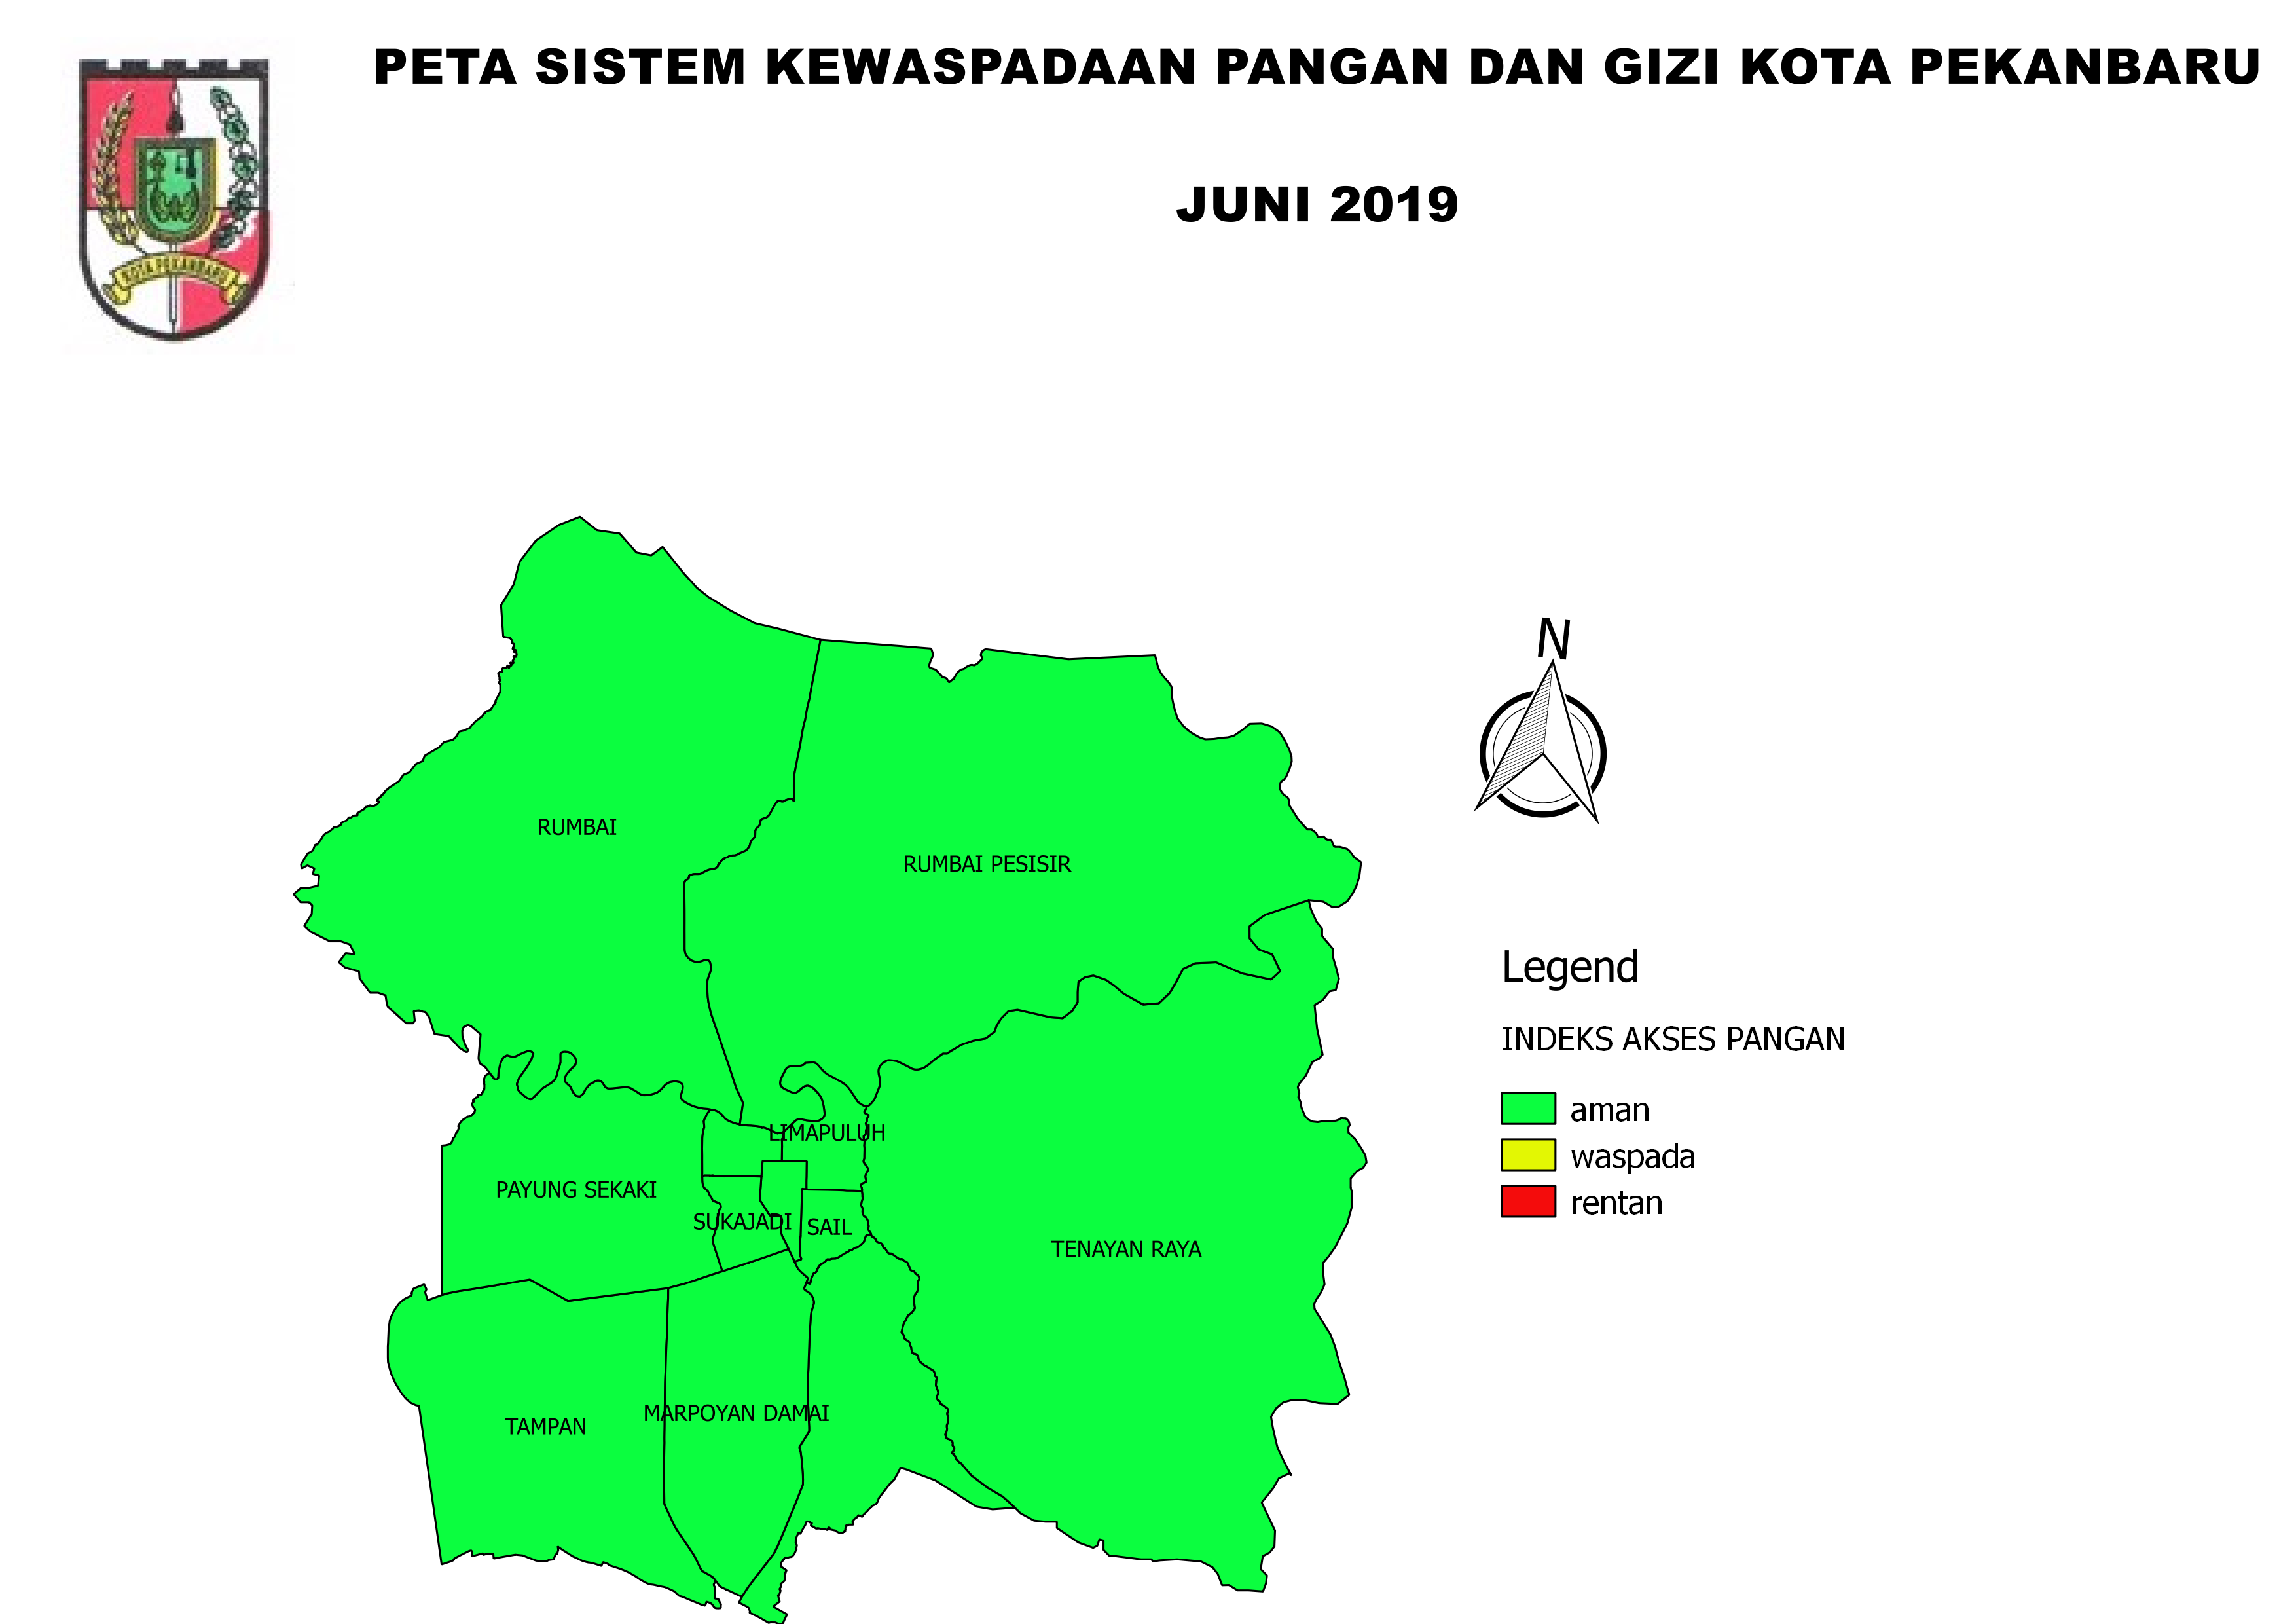 PETA SISTEM KEWASPADAAN PANGAN DAN GIZI KOTA PEKANBARU
JUNI 2019
KOTA PEKANBARU
N
RUMBAI
RUMBAI PESISIR
Legend
INDEKS AKSES PANGAN
aman
waspada
rentan
LIMAPULUH
PAYUNG SEKAKI
SUKAJADI
SAIL
TENAYAN RAYA
MARPOYAN DAMAI
TAMPAN